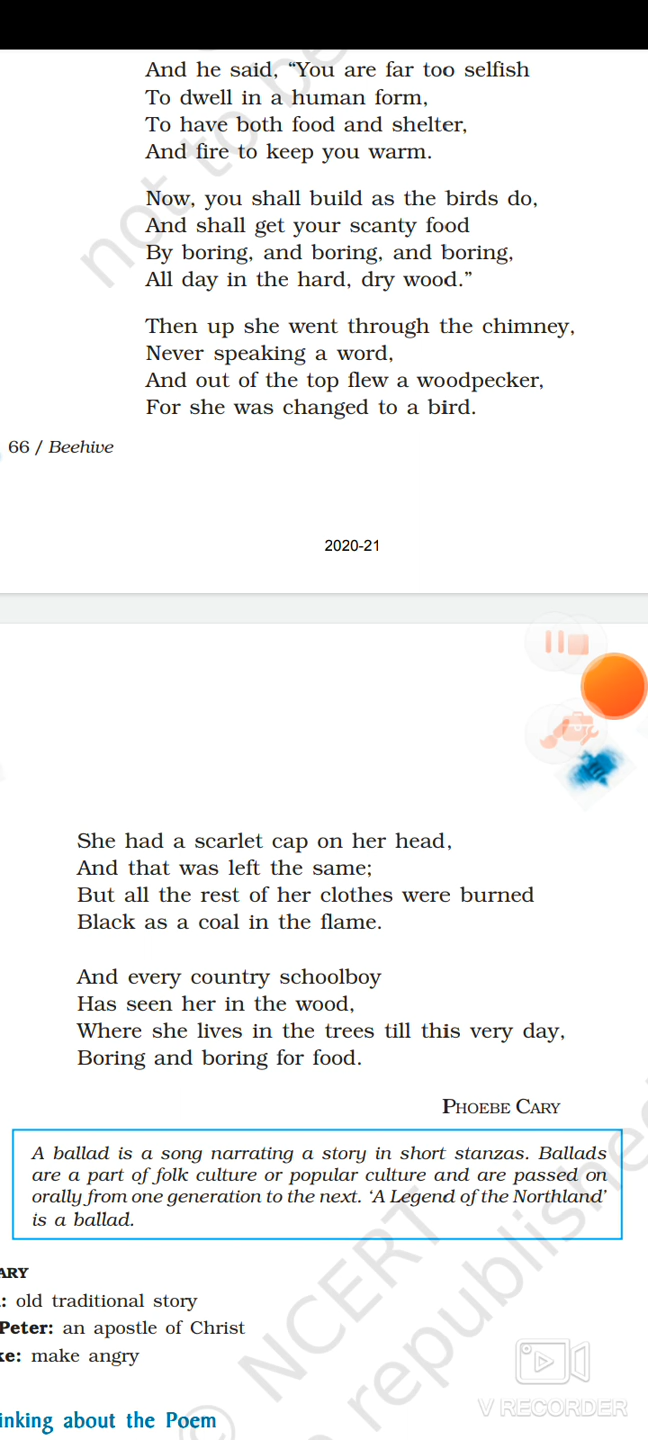 And he said, “You are far too selfish
To dwell in a human form,
To have both food and shelter,
And fire to keep you warm.
Now, you shall build as the birds do,
And shall get your scanty food
By boring, and boring, and boring,
All day in the hard, dry wood.”
Then up she went through the chimney,
Never speaking a word,
And out of the top flew a woodpecker,
For she was changed to a bird.
66 / Beehive
2020-21
She had a scarlet cap on her head,
And that was left the same;
But all the rest of her clothes were burned
Black as a coal in the flame.
And every country schoolboy
Has seen her in the wood,
Where she lives in the trees till this very day,
Boring and boring for food.
PHOEBE CARY
A ballad is a song narrating a story in short stanzas. Ballads
are a part of folk culture or popular culture and are passed on
orally from one generation to the next. ‘A Legend of the Northland’
is a ballad.
ARY
: old traditional story
Peter: an apostle of Christ
ke: make angry
inking about the Poem
not to be
© NCERT
republished
V RECORDER